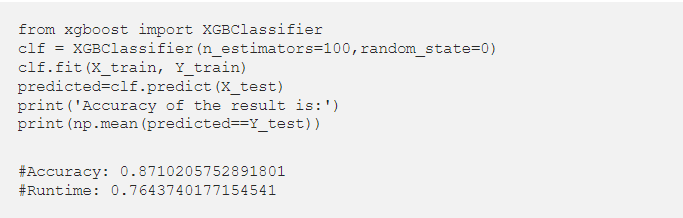 from xgboost import XGBClassifier
clf = XGBClassifier(n_estimators=100,random_state=0)
clf.fit(X_train, Y_train)
predicted=clf.predict(X_test)
print('Accuracy of the result is:')
print(np.mean(predicted==Y_test))
#Accuracy: 0.8710205752891801
#Runtime: 0.7643740177154541